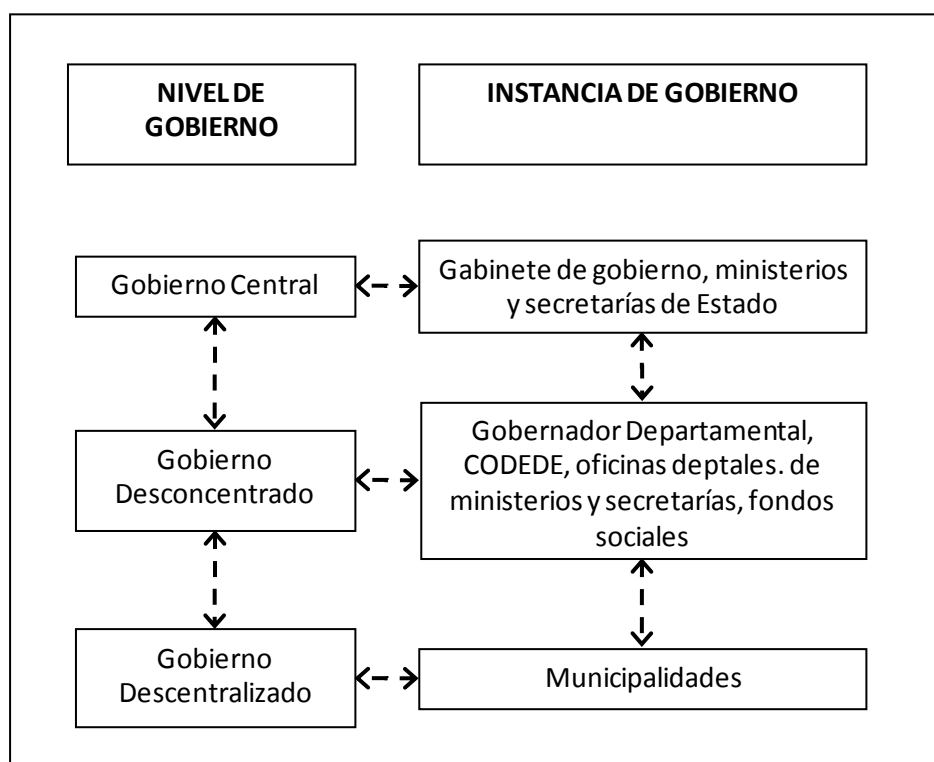 NIVEL DE
GOBIERNO
INSTANCIA DE GOBIERNO
Gobierno Central
Gabinete de gobierno, ministerios
y secretarías de Estado
Gobierno
Desconcentrado
Gobernador Departamental,
CODEDE, oficinas deptales. de
ministerios y secretarías, fondos
sociales
Gobierno
Descentralizado
Municipalidades